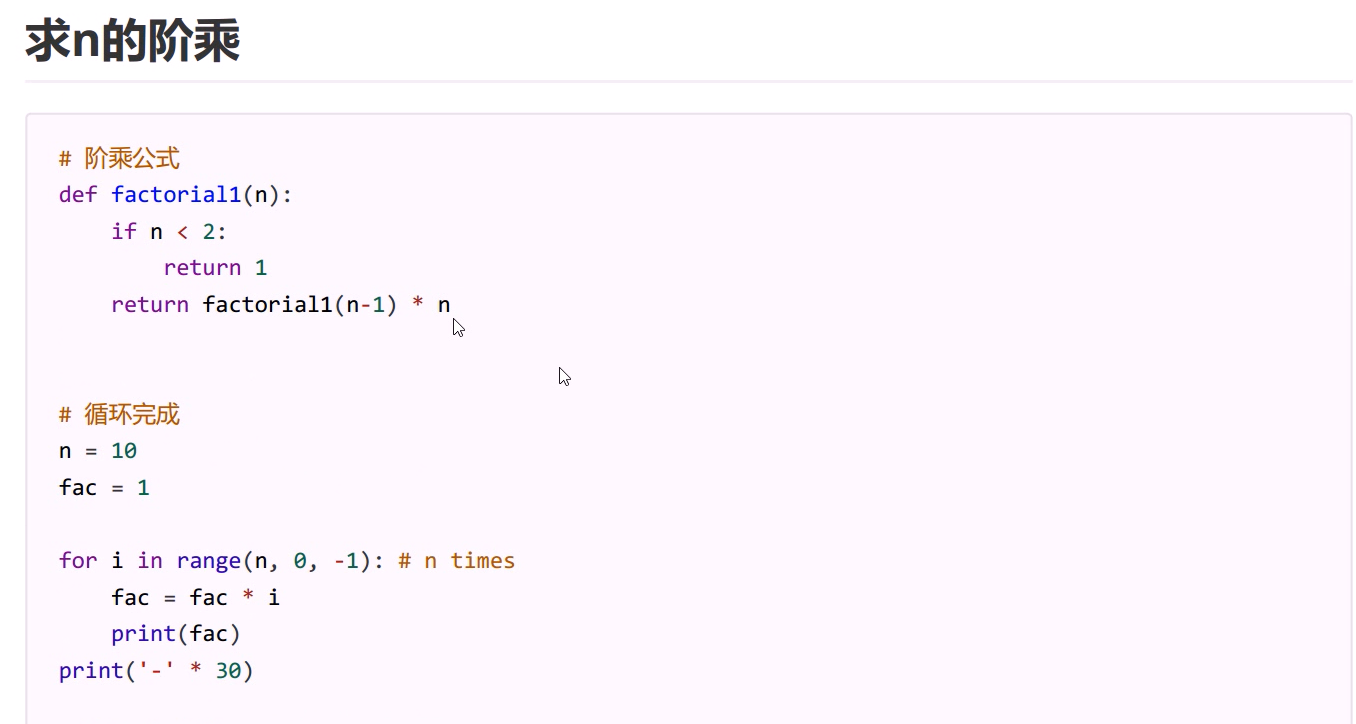 求n的阶乘
# 阶乘公式
def factorial1(n):
    if n < 2:
        return 1
    return factorial1(n-1) * n
# 循环完成
n = 10
fac = 1
for i in range(n, 0, -1): # n times
    fac = fac * i
    print(fac)
print('-' * 30)